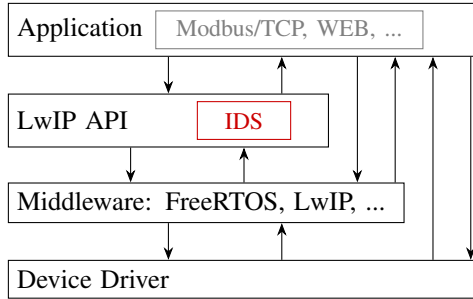 Application Modbus/TCP, WEB, ...
LwIP API IDS
Middleware: FreeRTOS, LwIP, ...
Device Driver